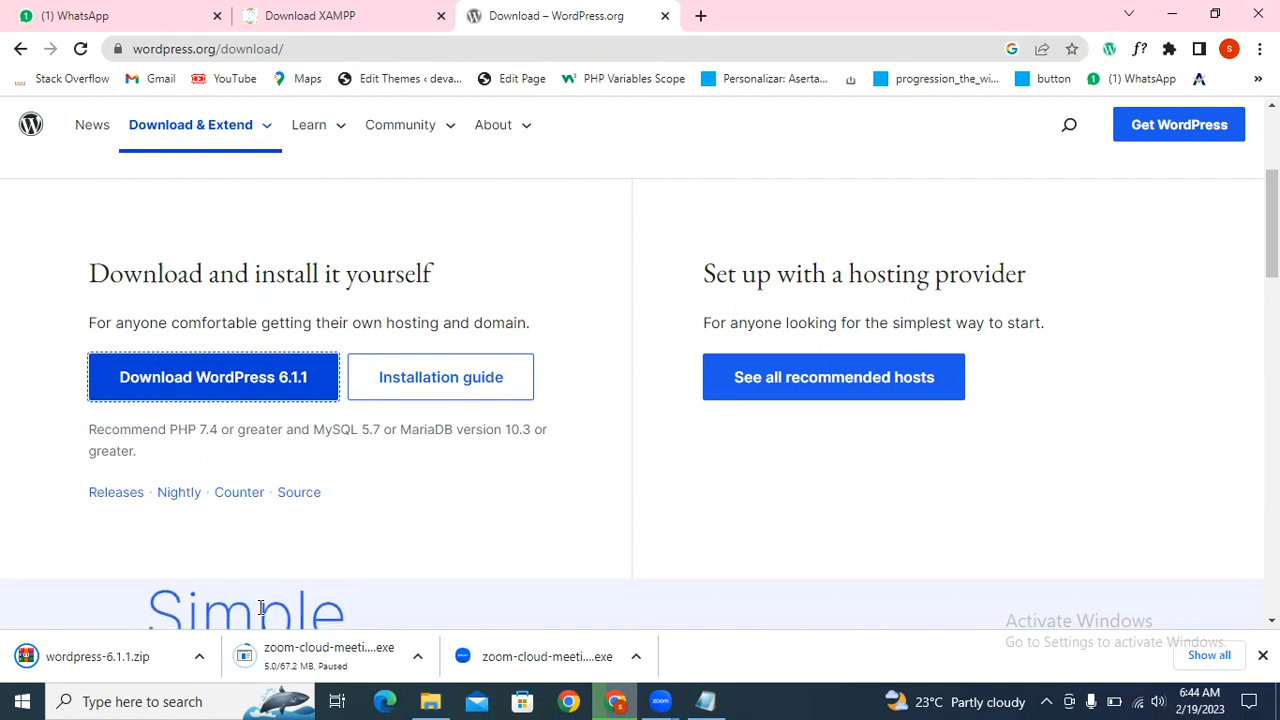 (1) WhatsApp
Download XAMPP
Download – WordPress.org
wordpress.org/download/
G
f?
S
Stack Overflow
Gmail
YouTube
Maps
Edit Themes ‹ deva...
Edit Page
PHP Variables Scope
Personalizar: Aserta...
progression_the_wi...
button
(1) WhatsApp
»
News
Download & Extend
Learn
Community
About
Get WordPress
Download and install it yourself
Set up with a hosting provider
For anyone comfortable getting their own hosting and domain.
For anyone looking for the simplest way to start.
Download WordPress 6.1.1
Installation guide
See all recommended hosts
Recommend PHP 7.4 or greater and MySQL 5.7 or MariaDB version 10.3 or
greater.
Releases · Nightly · Counter · Source
Simple
Activate Windows
Go to Settings to activate Windows.
wordpress-6.1.1.zip
zoom-cloud-meeti....exe
5.0/67.2 MB, Paused
zoom-cloud-meeti....exe
Show all
Type here to search
zoom
23°C Partly cloudy
6:44 AM
2/19/2023